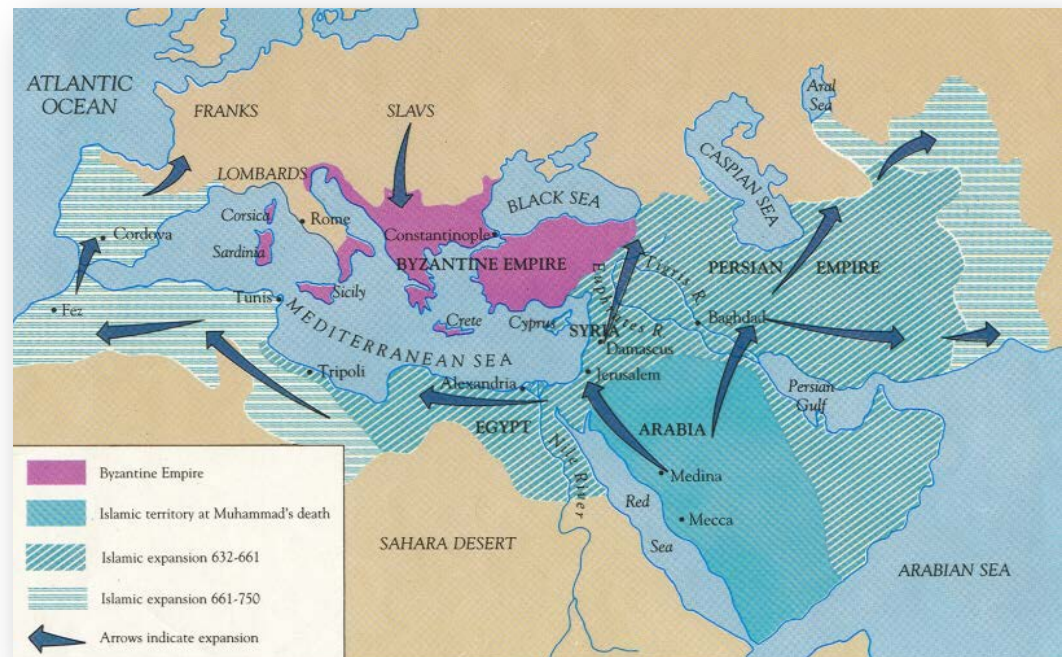 ATLANTIC
OCEAN
FRANKS
SLAVS
Aral
Sea
LOMBARDS
CASPIAN SEA
Corsica
Rome
BLACK SEA
Cordova
Constantinople
Sardinia
BYZANTINE EMPIRE
PERSIAN EMPIRE
Tigris R
Euphrates R
Sicily
Tunis
Fez
Crete
Cyprus
SYRIA
Baghdad
MEDITERRANEAN SEA
Damascus
Tripoli
Jerusalem
Alexandria
Persian
Gulf
EGYPT
ARABIA
Nile River
Medina
Red
Sea
Mecca
SAHARA DESERT
ARABIAN SEA
Byzantine Empire
Islamic territory at Muhammad's death
Islamic expansion 632-661
Islamic expansion 661-750
Arrows indicate expansion